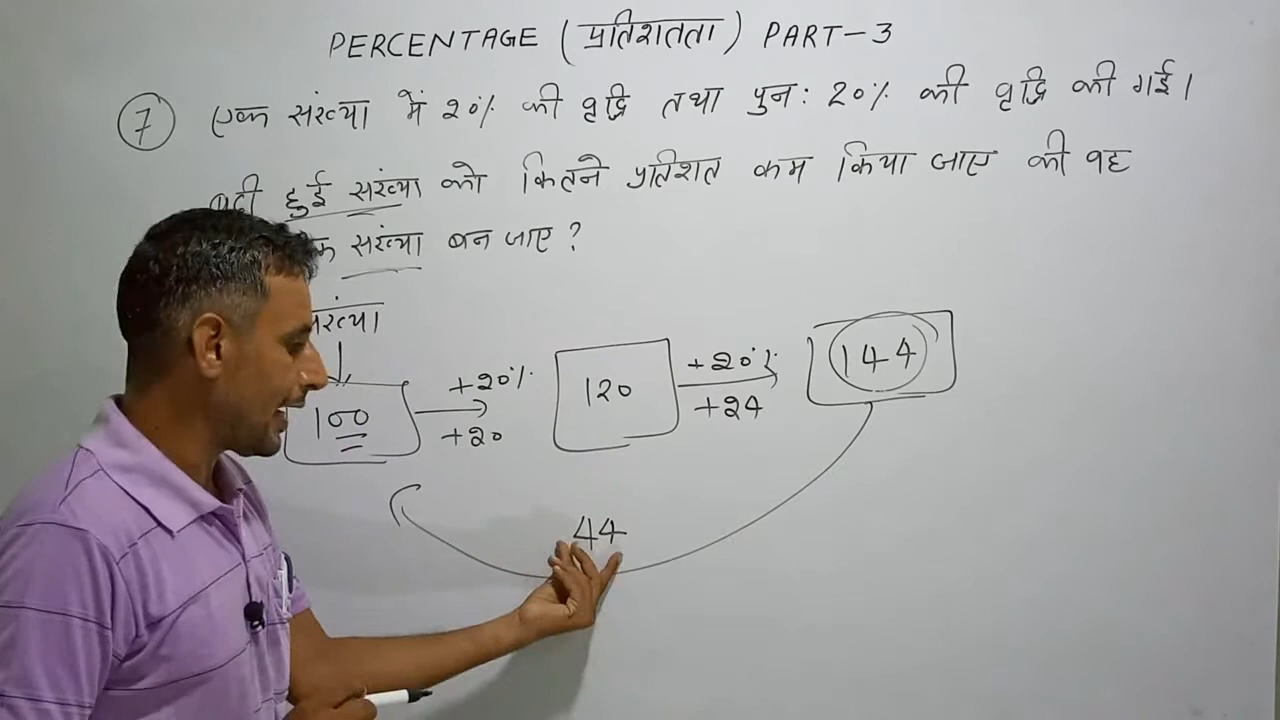 PERCENTAGE (प्रतिशतता) PART-3
7 एक संख्या में 20% की वृद्धि तथा पुनः 20% की वृद्धि की गई।
हुई संख्या को कितने प्रतिशत कम किया जाए की वह
संख्या बन जाए ?
100 +20% +20 120 +20% +24 144
44